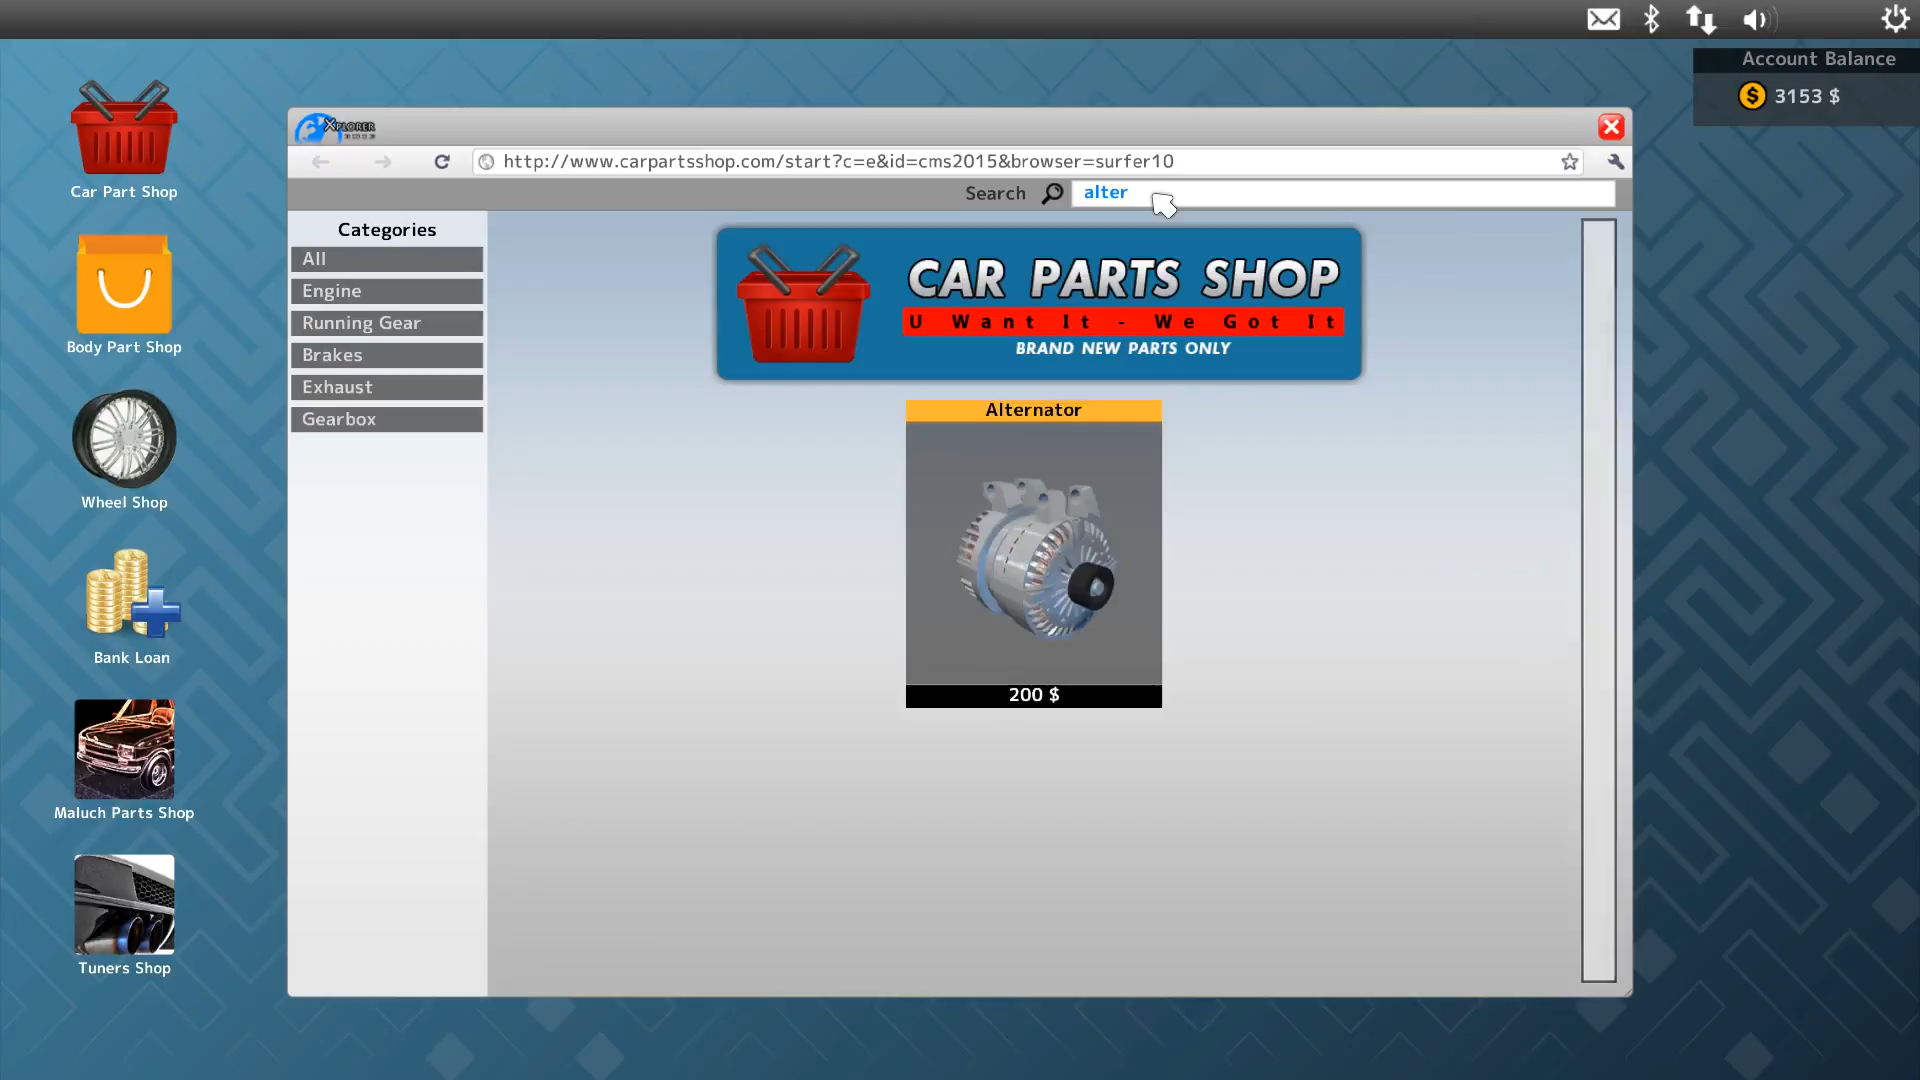 Account Balance
3153 $
Car Part Shop
Body Part Shop
Wheel Shop
Bank Loan
Maluch Parts Shop
Tuners Shop
XPLORER
http://www.carpartsshop.com/start?c=e&id=cms2015&browser=surfer10
Search alter
Categories
All
Engine
Running Gear
Brakes
Exhaust
Gearbox
CAR PARTS SHOP
U Want It - We Got It
BRAND NEW PARTS ONLY
Alternator
200 $